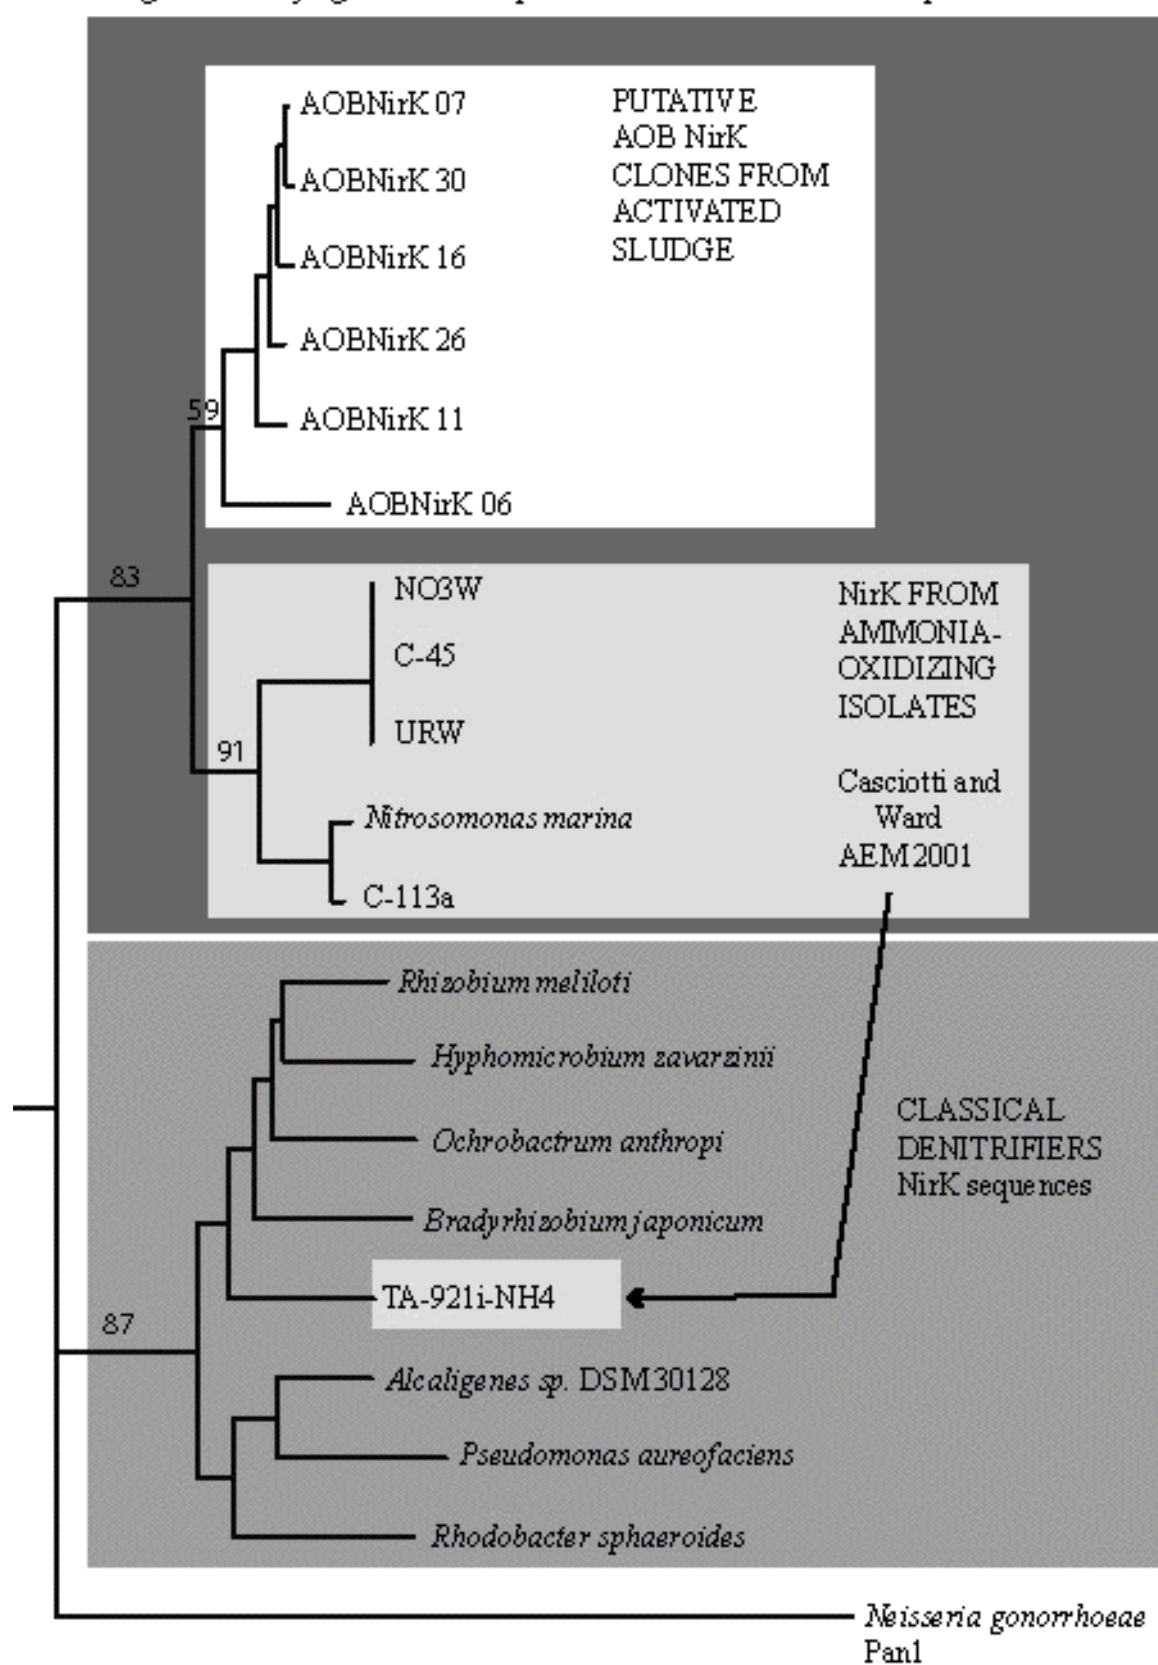 AOBNirK 07
AOBNirK 30
AOBNirK 16
AOBNirK 26
AOBNirK 11
AOBNirK 06
PUTATIVE
AOB NirK
CLONES FROM
ACTIVATED
SLUDGE
59
83
NO3W
C-45
URW
91
Nitrosomonas marina
C-113a
NirK FROM
AMMONIA-
OXIDIZING
ISOLATES
Casciotti and
Ward
AEM 2001
Rhizobium meliloti
Hyphomicrobium zavarzinii
Ochrobactrum anthropi
Bradyrhizobium japonicum
TA-921i-NH4
CLASSICAL
DENITRIFIERS
NirK sequences
87
Alcaligenes sp. DSM 30128
Pseudomonas aureofaciens
Rhodobacter sphaeroides
Neisseria gonorrhoeae
Pan1